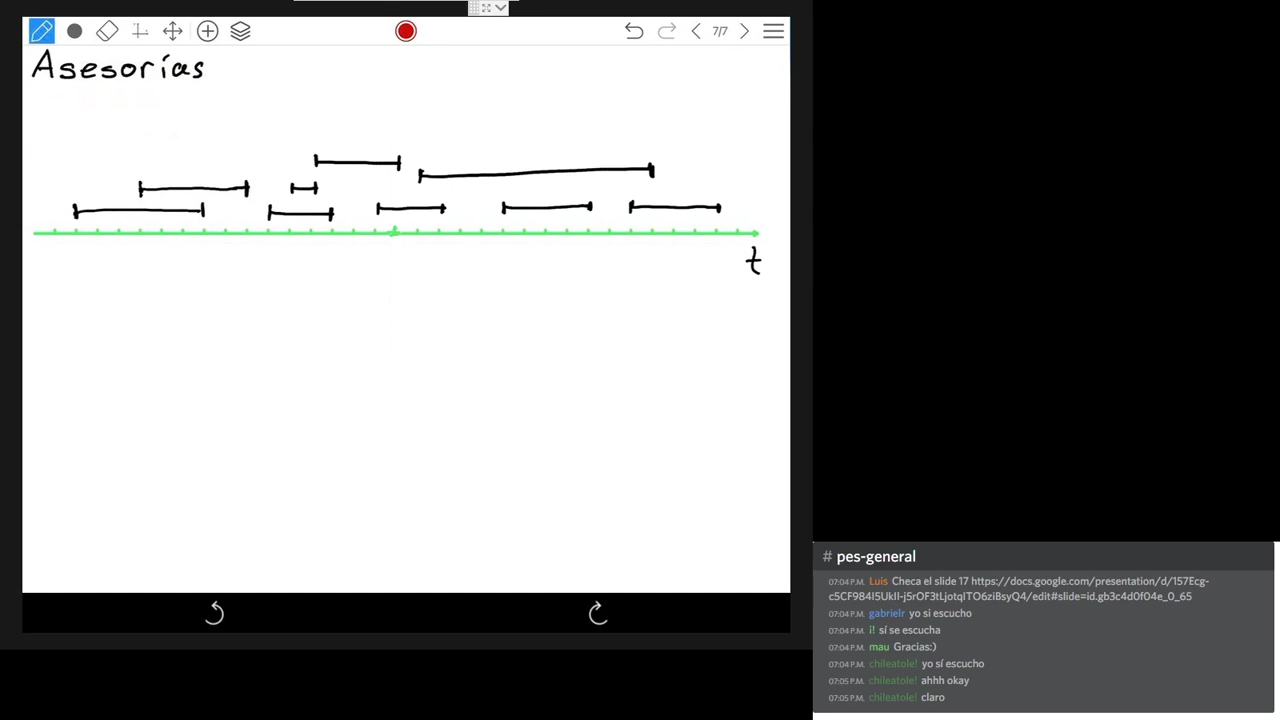 7/7
Asesorías
t
# pes-general
07:04 P.M. Luis Checa el slide 17 https://docs.google.com/presentation/d/157Ecg-
c5CF984I5UkIl-j5rOF3tLjotqITO6ziBsyQ4/edit#slide=id.gb3c4d0f04e_0_65
07:04 P.M. gabrielr yo si escucho
07:04 P.M. i! sí se escucha
07:04 P.M. mau Gracias:)
07:04 P.M. chileatole! yo sí escucho
07:05 P.M. chileatole! ahhh okay
07:05 P.M. chileatole! claro